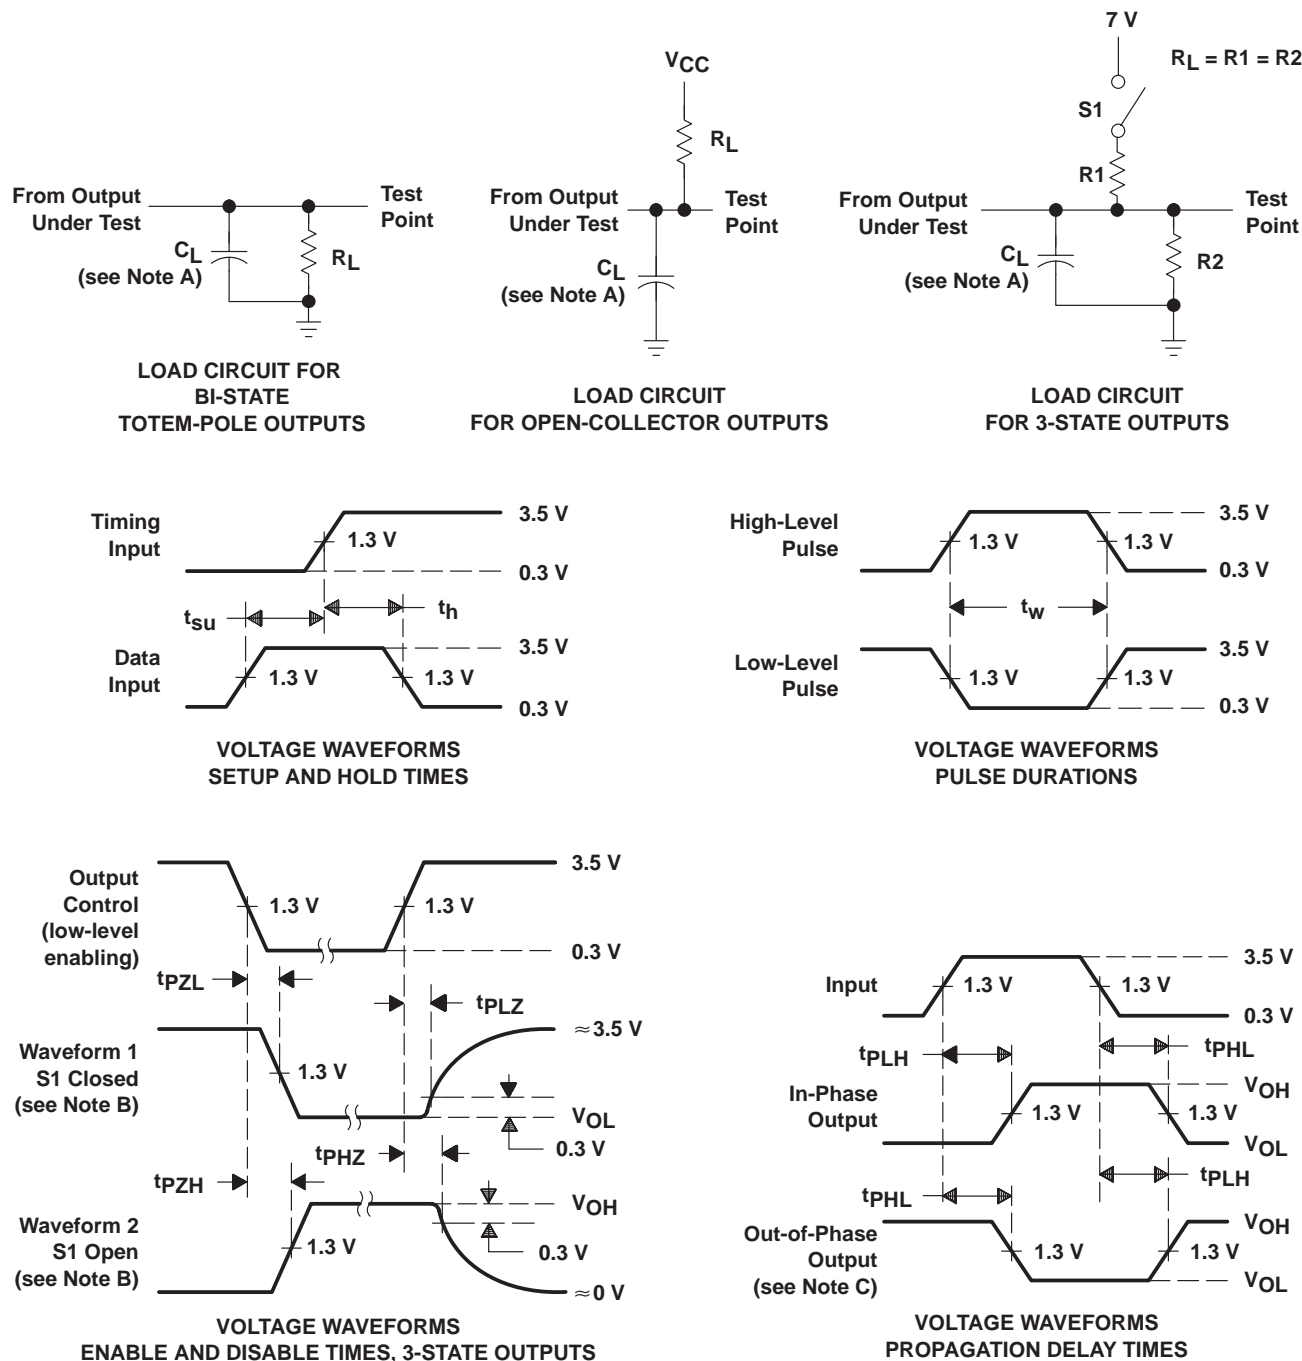 7 V
RL = R1 = R2
S1
R1
From Output
Under Test
Test
Point
CL
(see Note A)
RL
LOAD CIRCUIT FOR
BI-STATE
TOTEM-POLE OUTPUTS
VCC
RL
From Output
Under Test
Test
Point
CL
(see Note A)
LOAD CIRCUIT
FOR OPEN-COLLECTOR OUTPUTS
From Output
Under Test
Test
Point
CL
(see Note A)
R2
LOAD CIRCUIT
FOR 3-STATE OUTPUTS
Timing
Input
1.3 V
3.5 V
0.3 V
tsu
th
Data
Input
1.3 V
1.3 V
3.5 V
0.3 V
VOLTAGE WAVEFORMS
SETUP AND HOLD TIMES
High-Level
Pulse
1.3 V
1.3 V
3.5 V
0.3 V
tw
Low-Level
Pulse
1.3 V
1.3 V
3.5 V
0.3 V
VOLTAGE WAVEFORMS
PULSE DURATIONS
Output
Control
(low-level
enabling)
1.3 V
1.3 V
3.5 V
0.3 V
tPZL
tPLZ
Waveform 1
S1 Closed
(see Note B)
1.3 V
≈3.5 V
VOL
0.3 V
tPHZ
tPZH
Waveform 2
S1 Open
(see Note B)
1.3 V
VOH
0.3 V
≈0 V
VOLTAGE WAVEFORMS
ENABLE AND DISABLE TIMES, 3-STATE OUTPUTS
Input
1.3 V
1.3 V
3.5 V
0.3 V
tPLH
tPHL
In-Phase
Output
1.3 V
1.3 V
VOH
VOL
tPHL
tPLH
Out-of-Phase
Output
(see Note C)
1.3 V
1.3 V
VOH
VOL
VOLTAGE WAVEFORMS
PROPAGATION DELAY TIMES